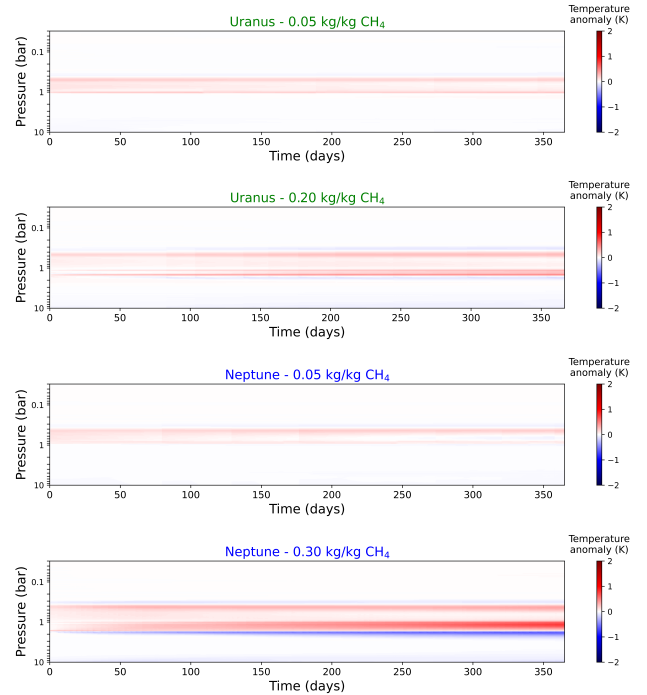 Uranus - 0.05 kg/kg CH₄
Temperature
anomaly (K)
Pressure (bar)
0.1
1
10
0 50 100 150 200 250 300 350
Time (days)
2
1
0
−1
−2
Uranus - 0.20 kg/kg CH₄
Temperature
anomaly (K)
Pressure (bar)
0.1
1
10
0 50 100 150 200 250 300 350
Time (days)
2
1
0
−1
−2
Neptune - 0.05 kg/kg CH₄
Temperature
anomaly (K)
Pressure (bar)
0.1
1
10
0 50 100 150 200 250 300 350
Time (days)
2
1
0
−1
−2
Neptune - 0.30 kg/kg CH₄
Temperature
anomaly (K)
Pressure (bar)
0.1
1
10
0 50 100 150 200 250 300 350
Time (days)
2
1
0
−1
−2